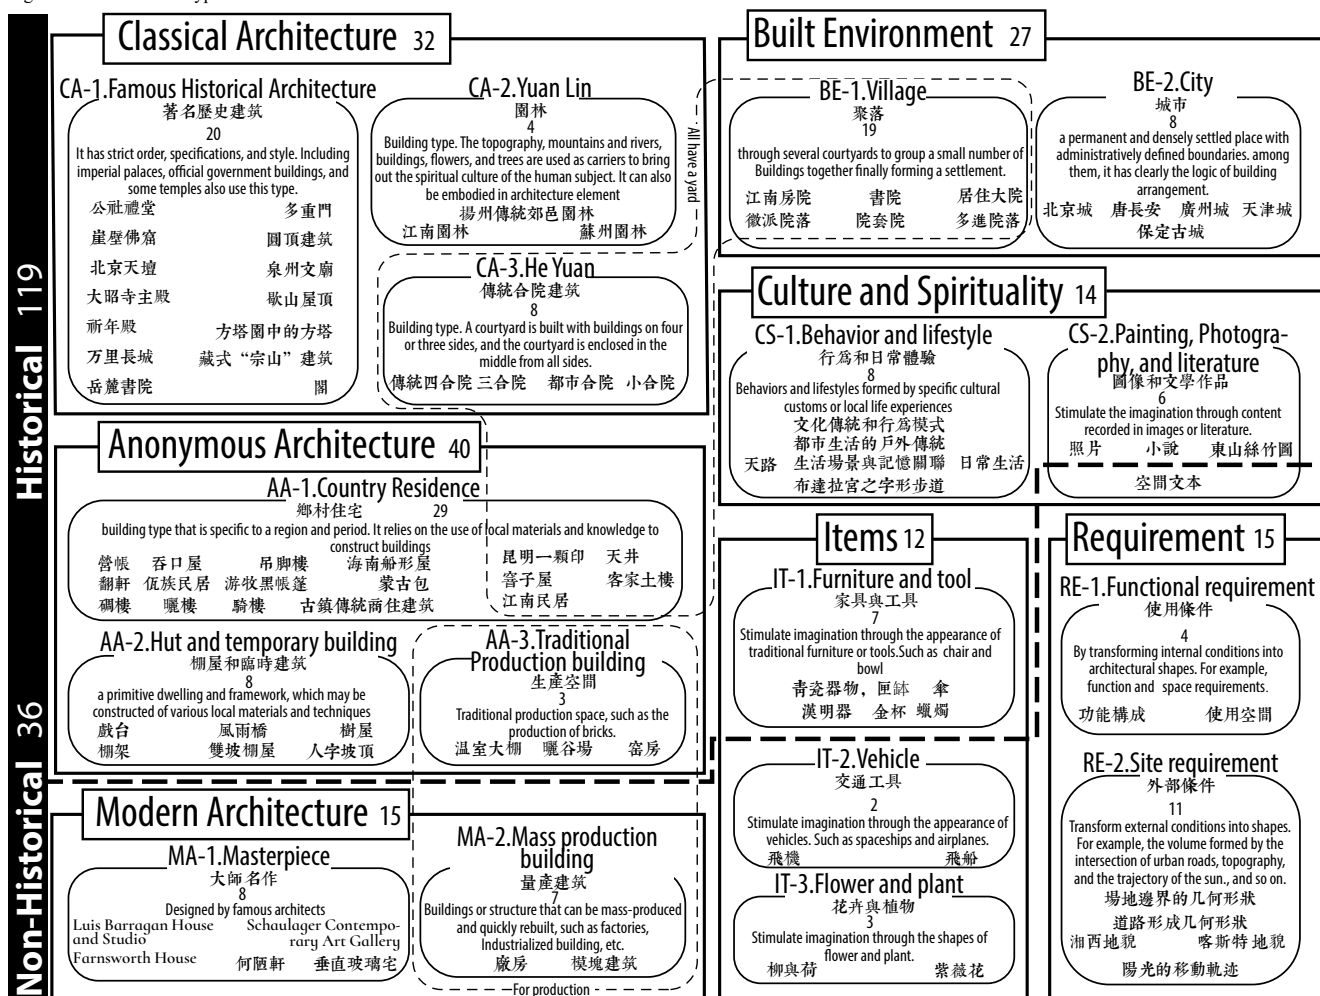 Historical 119
Non-Historical 36
Classical Architecture 32
CA-1.Famous Historical Architecture
著名歷史建筑
20
It has strict order, specifications, and style. Including
imperial palaces, official government buildings, and
some temples also use this type.
公社禮堂 多重門
崖壁佛窟 圓頂建筑
北京天壇 泉州文廟
大昭寺主殿 歇山屋頂
祈年殿 方塔園中的方塔
万里長城 藏式“宗山”建筑
岳麓書院 閣
CA-2.Yuan Lin
園林
4
Building type. The topography, mountains and rivers,
buildings, flowers, and trees are used as carriers to bring
out the spiritual culture of the human subject. It can also
be embodied in architecture element
揚州傳統郊邑園林
江南園林 蘇州園林
All have a yard
CA-3.He Yuan
傳統合院建筑
8
Building type. A courtyard is built with buildings on four
or three sides, and the courtyard is enclosed in the
middle from all sides.
傳統四合院 三合院 都市合院 小合院
Anonymous Architecture 40
AA-1.Country Residence
鄉村住宅 29
building type that is specific to a region and period. It relies on the use of local materials and knowledge to
construct buildings
營帳 吞口屋 吊脚樓 海南船形屋
翻軒 佤族民居 游牧黑帳篷 蒙古包
碉樓 曬樓 騎樓 古鎮傳統商住建筑
昆明一顆印 天井
窨子屋 客家土樓
江南民居
AA-2.Hut and temporary building
棚屋和臨時建筑
8
a primitive dwelling and framework, which may be
constructed of various local materials and techniques
戲台 風雨橋 樹屋
棚架 雙坡棚屋 人字坡頂
AA-3.Traditional
Production building
生產空間
3
Traditional production space, such as the
production of bricks.
温室大棚 曬谷場 窑房
Modern Architecture 15
MA-1.Masterpiece
大師名作
8
Designed by famous architects
Luis Barragan House
and Studio
Schaulager Contempo-
rary Art Gallery
Farnsworth House
何陋軒 垂直玻璃宅
MA-2.Mass production
building
量產建筑
7
Buildings or structure that can be mass-produced
and quickly rebuilt, such as factories,
Industrialized building, etc.
廠房 模塊建筑
For production
Built Environment 27
BE-1.Village
聚落
19
through several courtyards to group a small number of
Buildings together finally forming a settlement.
江南房院 書院 居住大院
徽派院落 院套院 多進院落
BE-2.City
城市
8
a permanent and densely settled place with
administratively defined boundaries. among
them, it has clearly the logic of building
arrangement.
北京城 唐長安 廣州城 天津城
保定古城
Culture and Spirituality 14
CS-1.Behavior and lifestyle
行爲和日常體驗
8
Behaviors and lifestyles formed by specific cultural
customs or local life experiences
文化傳統和行爲模式
都市生活的戶外傳統
天路 生活場景與記憶關聯 日常生活
布達拉宮之字形步道
CS-2.Painting, Photogra-
phy, and literature
圖像和文學作品
6
Stimulate the imagination through content
recorded in images or literature.
照片 小說 東山絲竹圖
空間文本
Items 12
IT-1.Furniture and tool
家具與工具
7
Stimulate imagination through the appearance of
traditional furniture or tools.Such as chair and
bowl
青瓷器物，匣缽 傘
漢明器 金杯 蠟燭
IT-2.Vehicle
交通工具
2
Stimulate imagination through the appearance of
vehicles. Such as spaceships and airplanes.
飛機 飛船
IT-3.Flower and plant
花卉與植物
3
Stimulate imagination through the shapes of
flower and plant.
柳與荷 紫薇花
Requirement 15
RE-1.Functional requirement
使用條件
4
By transforming internal conditions into
architectural shapes. For example,
function and space requirements.
功能構成 使用空間
RE-2.Site requirement
外部條件
11
Transform external conditions into shapes.
For example, the volume formed by the
intersection of urban roads, topography,
and the trajectory of the sun., and so on.
場地邊界的几何形狀
道路形成几何形狀
湘西地貌 喀斯特地貌
陽光的移動軌迹